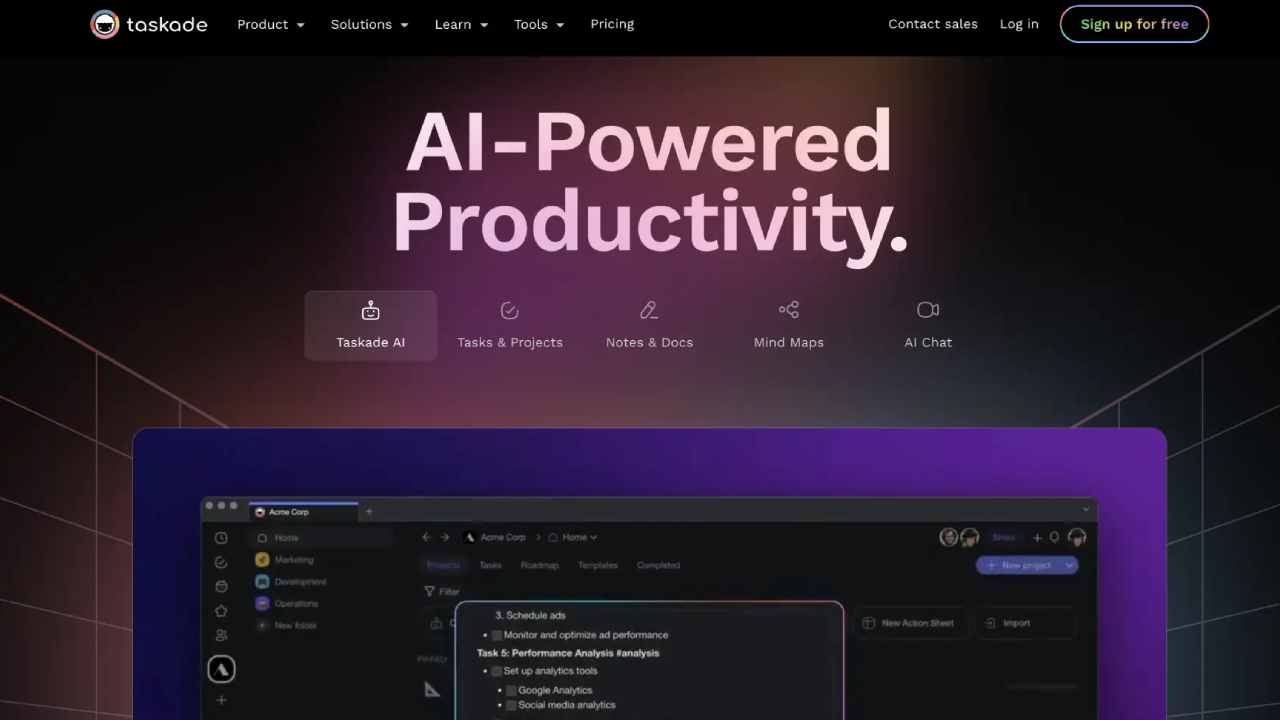 taskade Product Solutions Learn Tools Pricing Contact sales Log in Sign up for free
AI-Powered
Productivity.
Taskade AI Tasks & Projects Notes & Docs Mind Maps AI Chat
Acme Corp
Home
Marketing
Development
Operations
New folder
Acme Corp Home Share
Projects Tasks Roadmap Templates Completed New project
Filter
New Action Sheet Import
PINNED
3. Schedule ads
Monitor and optimize ad performance
Task 5: Performance Analysis #analysis
Set up analytics tools
Google Analytics
Social media analytics